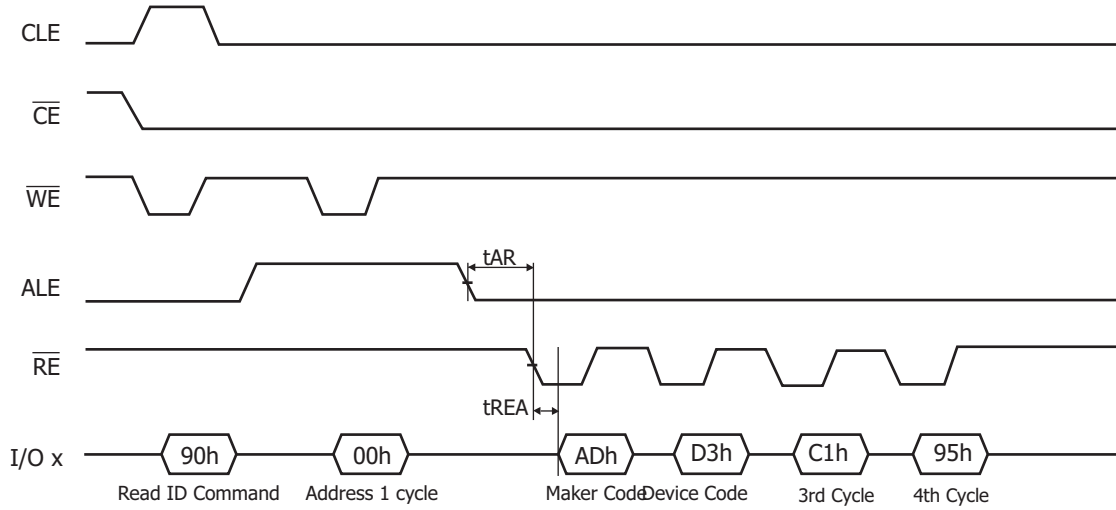 CLE
CE
WE
ALE
tAR
RE
tREA
I/O x
90h
00h
ADh
D3h
C1h
95h
Read ID Command
Address 1 cycle
Maker Code
Device Code
3rd Cycle
4th Cycle